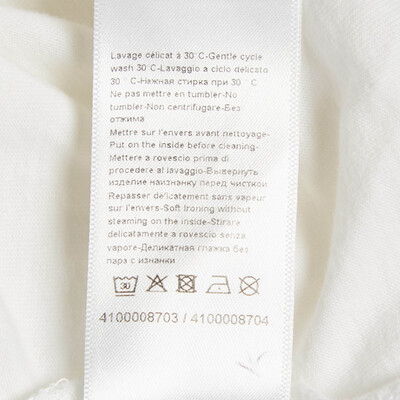 Lavage délicat à 30°C-Gentle cycle
wash 30°C-Lavaggio a ciclo delicato
30°C-Нежная стирка при 30°C
Ne pas mettre en tumbler-No
tumbler-Non centrifugare-Без
отжима
Mettre sur l'envers avant nettoyage-
Put on the inside before cleaning-
Mettere a rovescio prima di
procedere al lavaggio-Вывернуть
изделие наизнанку перед чисткой
Repasser délicatement sans vapeur
sur l'envers-Soft Ironing without
steaming on the inside-Stirare
delicatamente a rovescio senza
vapore-Деликатная глажка без
пара с изнанки
30
4100008703 / 4100008704